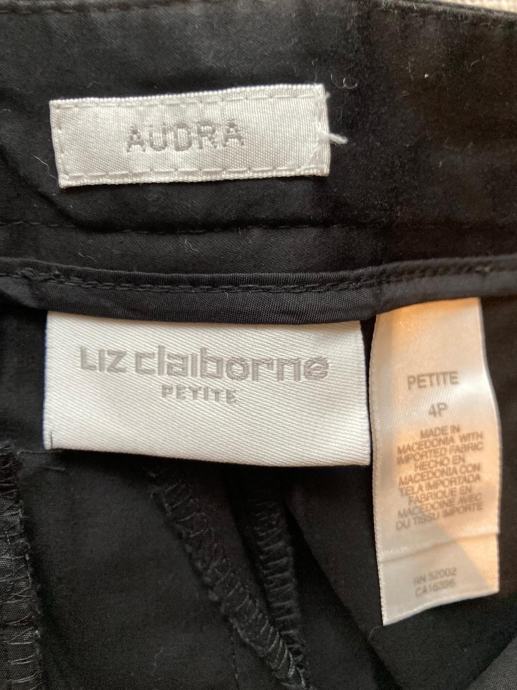 AUDRA
LIZ claiborne
PETITE
PETITE
4P
MADE IN
MACEDONIA WITH
IMPORTED FABRIC
HECHO EN
MACEDONIA CON
TELA IMPORTADA
FABRIQUE EN
MACEDOINE AVEC
DU TISSU IMPORTE
RN 52002